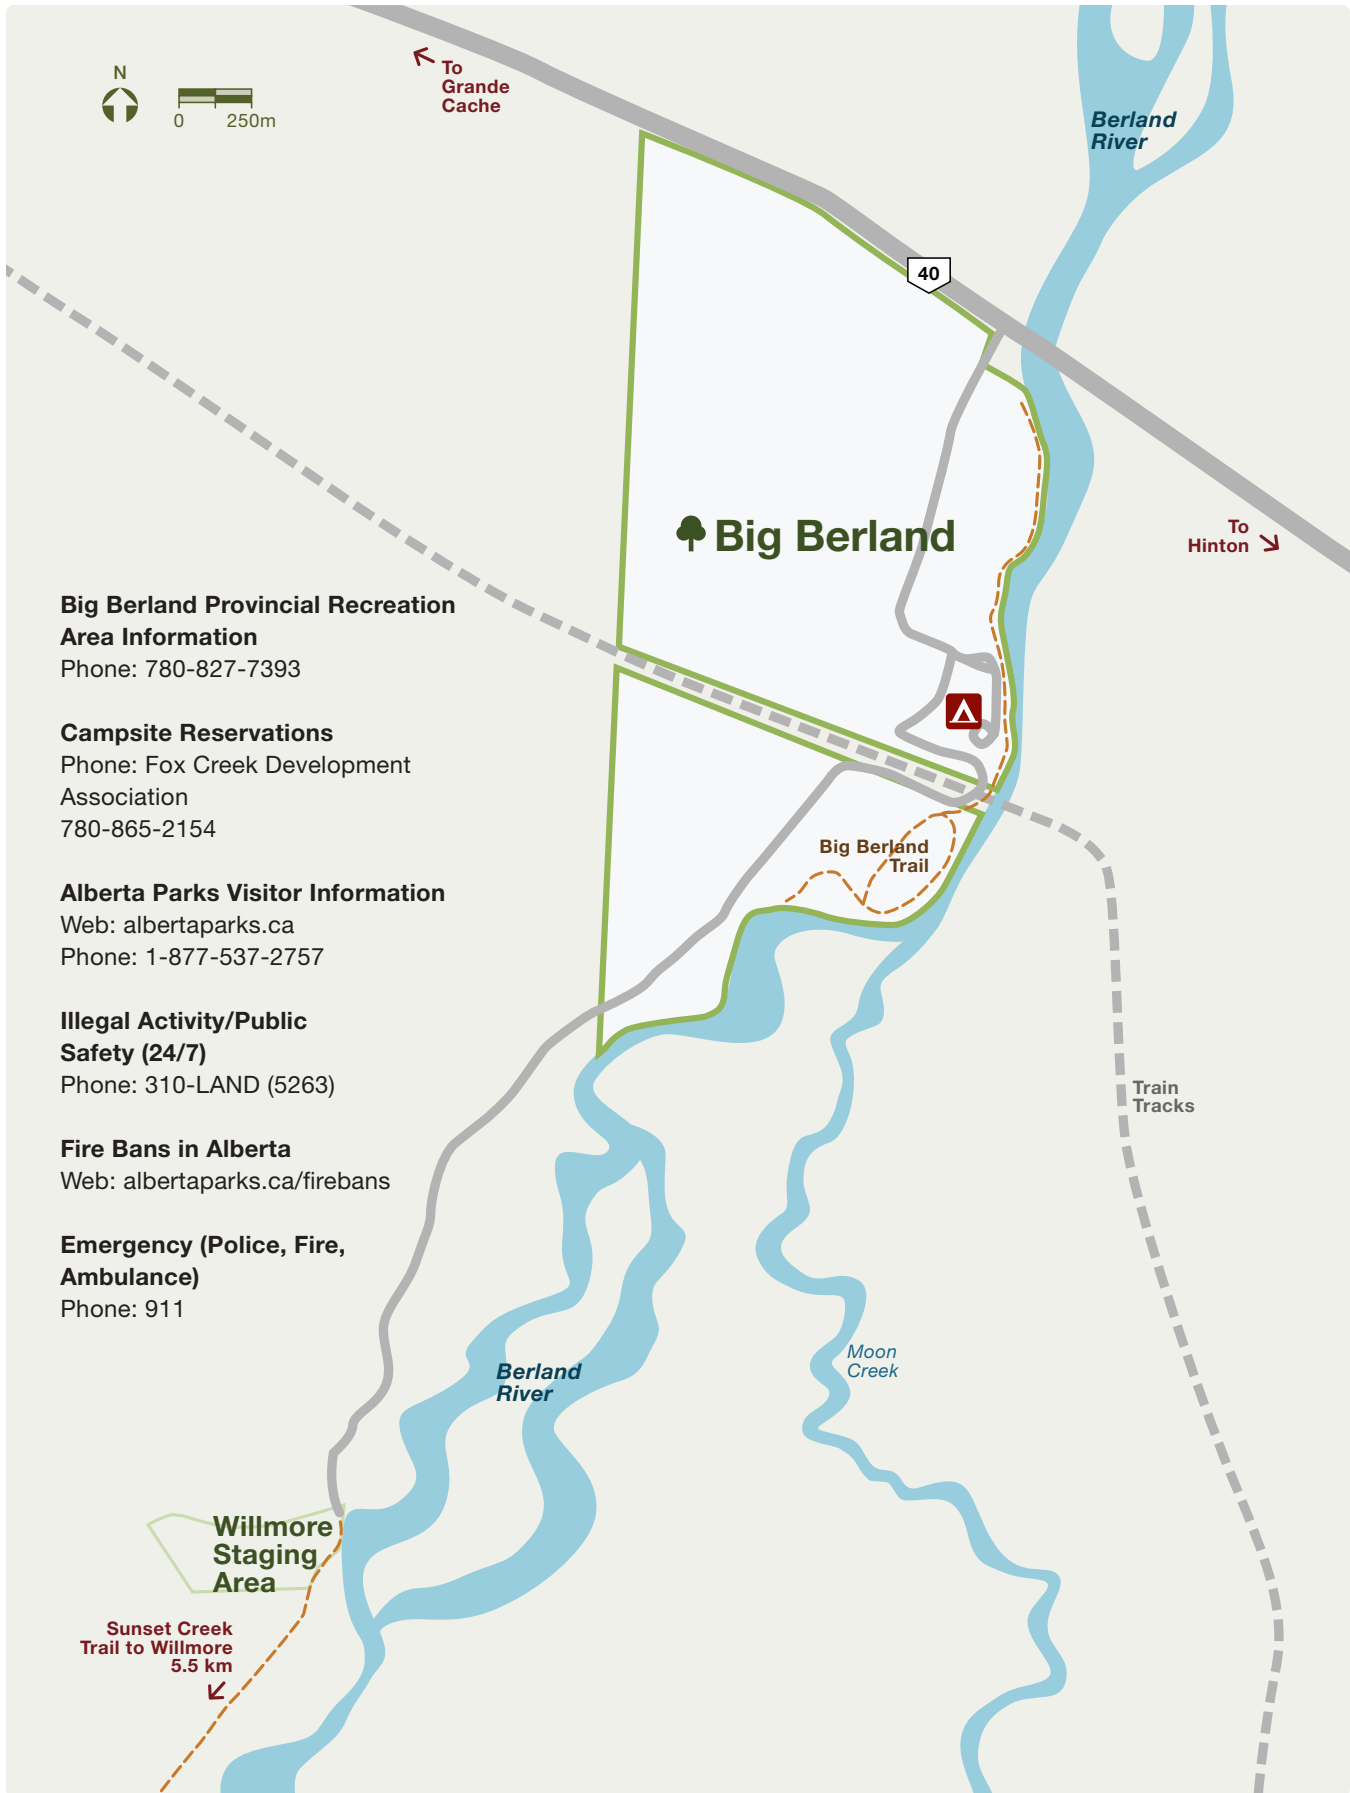 N
0 250m
To
Grande
Cache
Berland
River
40
To
Hinton
Big Berland
Big Berland Provincial Recreation
Area Information
Phone: 780-827-7393
Campsite Reservations
Phone: Fox Creek Development
Association
780-865-2154
Alberta Parks Visitor Information
Web: albertaparks.ca
Phone: 1-877-537-2757
Illegal Activity/Public
Safety (24/7)
Phone: 310-LAND (5263)
Fire Bans in Alberta
Web: albertaparks.ca/firebans
Emergency (Police, Fire,
Ambulance)
Phone: 911
Big Berland
Trail
Train
Tracks
Moon
Creek
Berland
River
Willmore
Staging
Area
Sunset Creek
Trail to Willmore
5.5 km